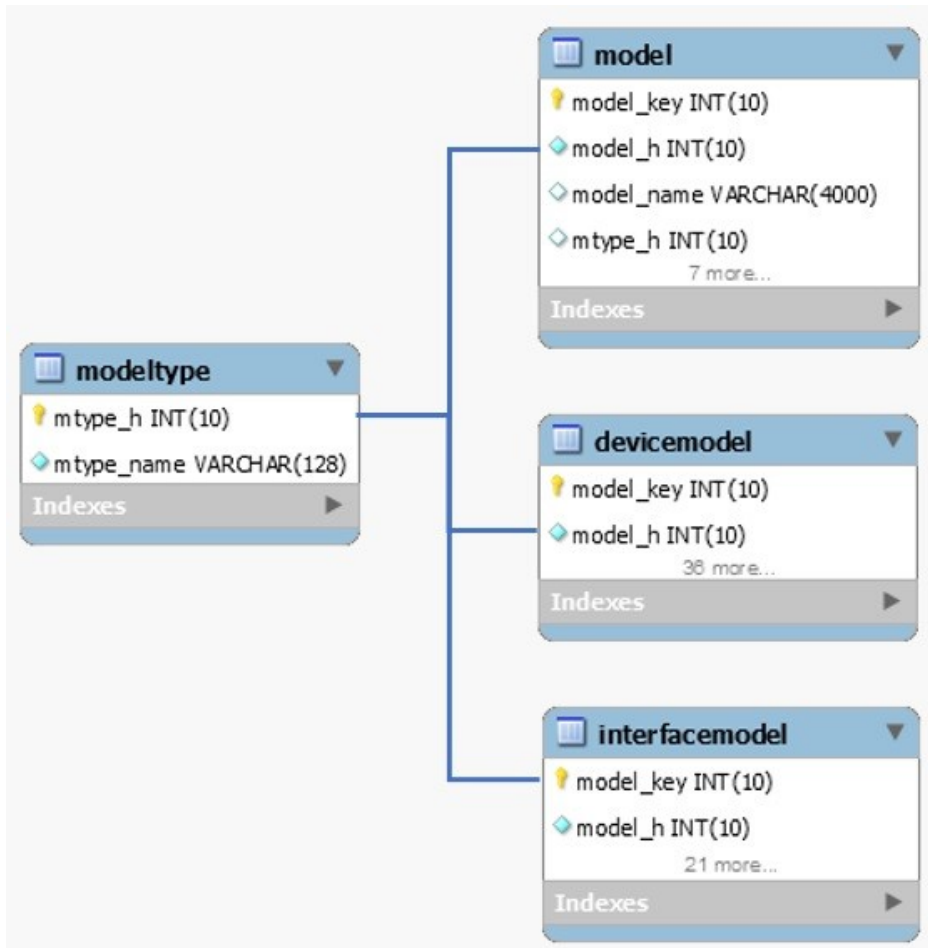 model
model_key INT(10)
model_h INT(10)
model_name VARCHAR(4000)
mtype_h INT(10)
7 more...
Indexes
modeltype
mtype_h INT(10)
mtype_name VARCHAR(128)
Indexes
devicemodel
model_key INT(10)
model_h INT(10)
36 more...
Indexes
interfacemodel
model_key INT(10)
model_h INT(10)
21 more...
Indexes